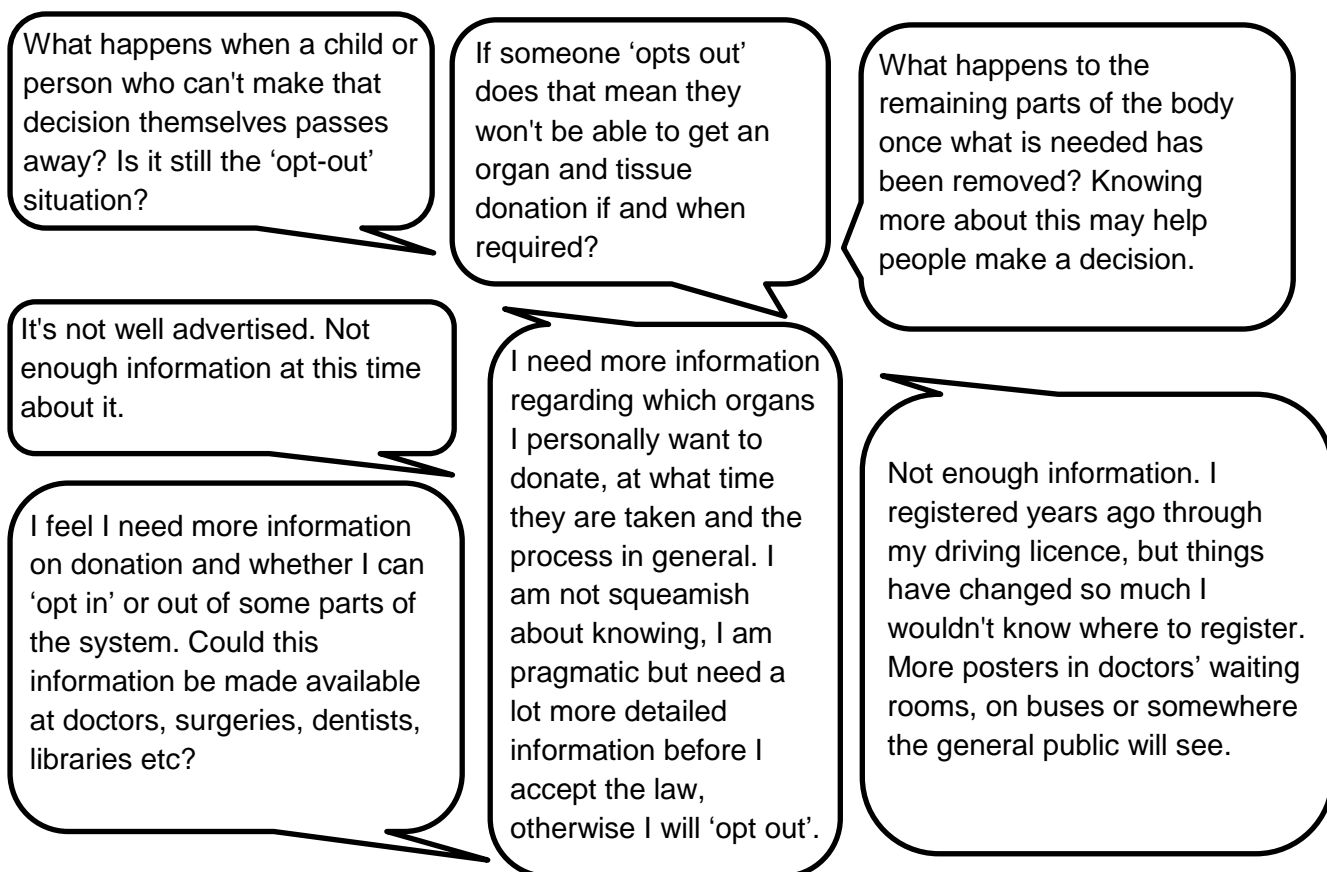 What happens when a child or
person who can't make that
decision themselves passes
away? Is it still the ‘opt-out’
situation?
If someone ‘opts out’
does that mean they
won't be able to get an
organ and tissue
donation if and when
required?
What happens to the
remaining parts of the body
once what is needed has
been removed? Knowing
more about this may help
people make a decision.
It's not well advertised. Not
enough information at this time
about it.
I feel I need more information
on donation and whether I can
‘opt in’ or out of some parts of
the system. Could this
information be made available
at doctors, surgeries, dentists,
libraries etc?
I need more information
regarding which organs
I personally want to
donate, at what time
they are taken and the
process in general. I
am not squeamish
about knowing, I am
pragmatic but need a
lot more detailed
information before I
accept the law,
otherwise I will ‘opt out’.
Not enough information. I
registered years ago through
my driving licence, but things
have changed so much I
wouldn't know where to register.
More posters in doctors’ waiting
rooms, on buses or somewhere
the general public will see.